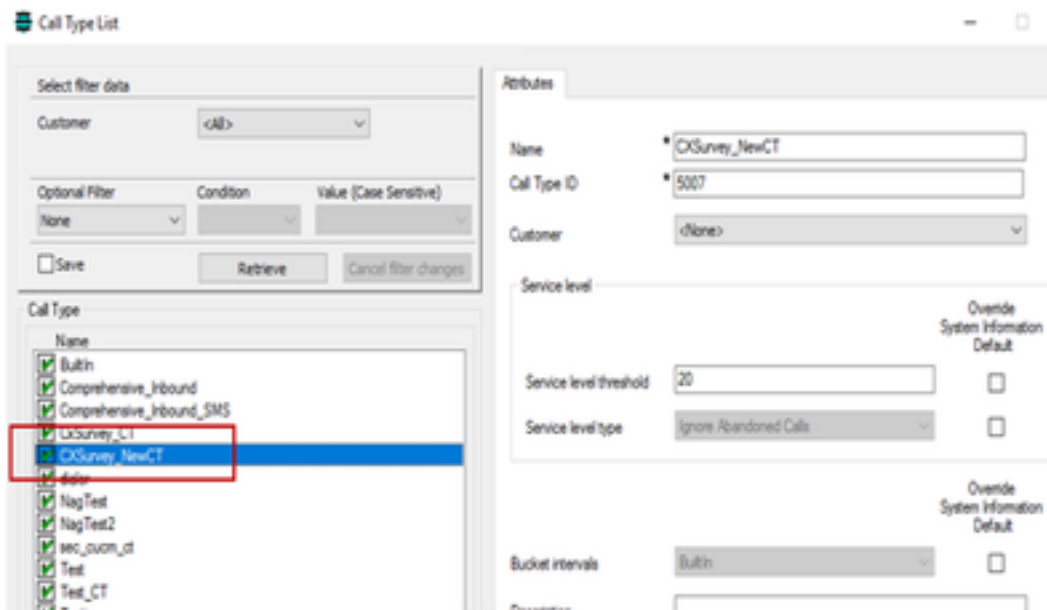 Call Type List
Select filter data
Customer
<All>
Optional Filter
Condition
Value (Case Sensitive)
None
Save
Retrieve
Cancel filter changes
Call Type
Name
BuiltIn
Comprehensive_Inbound
Comprehensive_Inbound_SMS
CxSurvey_CT
CXSurvey_NewCT
dialer
NagTest
NagTest2
sec_cucm_ct
Test
Test_CT
Attributes
Name
* CXSurvey_NewCT
Call Type ID
* 5007
Customer
<None>
Service level
Override
System Information
Default
Service level threshold
20
Service level type
Ignore Abandoned Calls
Override
System Information
Default
Bucket intervals
BuiltIn
Description